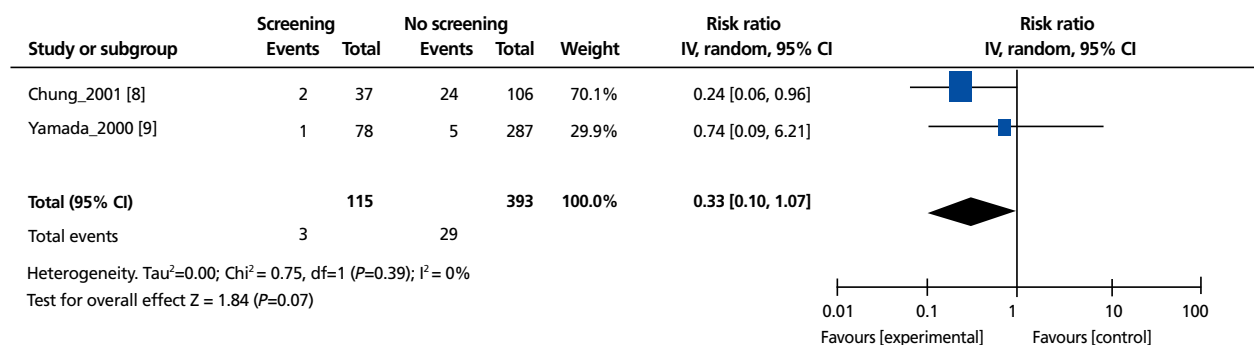 Screening No screening Risk ratio Risk ratio
Study or subgroup Events Total Events Total Weight IV, random, 95% CI IV, random, 95% CI
Chung_2001 [8] 2 37 24 106 70.1% 0.24 [0.06, 0.96]
Yamada_2000 [9] 1 78 5 287 29.9% 0.74 [0.09, 6.21]
Total (95% CI) 115 393 100.0% 0.33 [0.10, 1.07]
Total events 3 29
Heterogeneity. Tau²=0.00; Chi² = 0.75, df=1 (P=0.39); I² = 0%
Test for overall effect Z = 1.84 (P=0.07)
0.01 0.1 1 10 100
Favours [experimental] Favours [control]